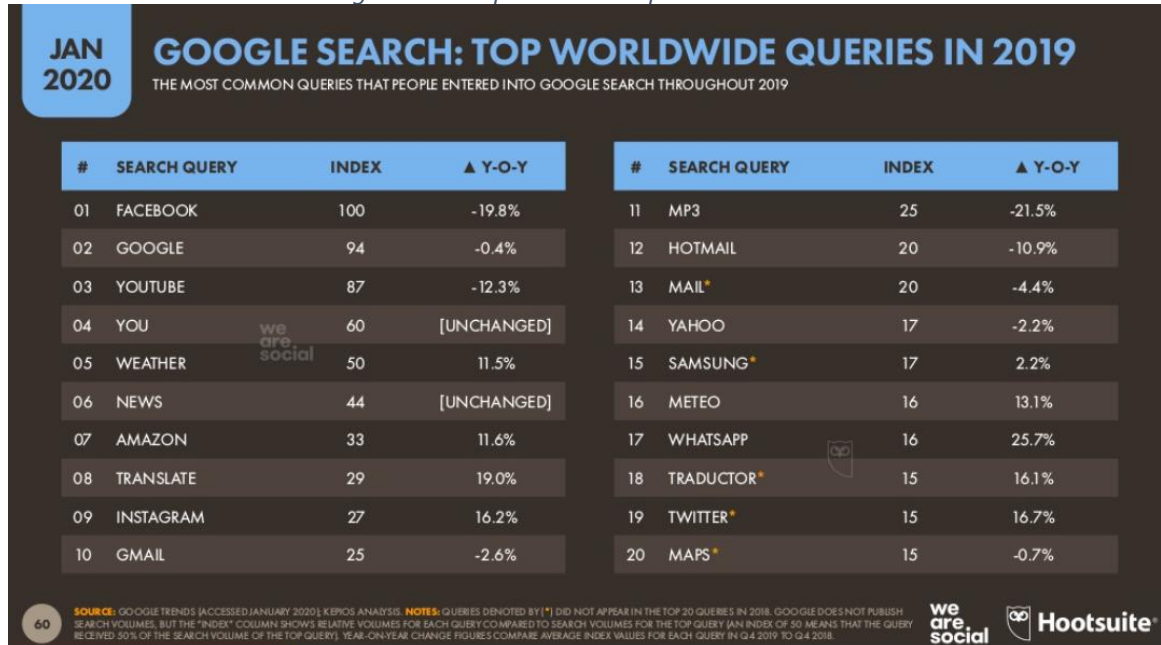 JAN
2020
GOOGLE SEARCH: TOP WORLDWIDE QUERIES IN 2019
THE MOST COMMON QUERIES THAT PEOPLE ENTERED INTO GOOGLE SEARCH THROUGHOUT 2019
# SEARCH QUERY INDEX ▲ Y-O-Y
01 FACEBOOK 100 -19.8%
02 GOOGLE 94 -0.4%
03 YOUTUBE 87 -12.3%
04 YOU 60 [UNCHANGED]
05 WEATHER 50 11.5%
06 NEWS 44 [UNCHANGED]
07 AMAZON 33 11.6%
08 TRANSLATE 29 19.0%
09 INSTAGRAM 27 16.2%
10 GMAIL 25 -2.6%
we
are.
social
# SEARCH QUERY INDEX ▲ Y-O-Y
11 MP3 25 -21.5%
12 HOTMAIL 20 -10.9%
13 MAIL* 20 -4.4%
14 YAHOO 17 -2.2%
15 SAMSUNG* 17 2.2%
16 METEO 16 13.1%
17 WHATSAPP 16 25.7%
18 TRADUCTOR* 15 16.1%
19 TWITTER* 15 16.7%
20 MAPS* 15 -0.7%
60
SOURCE: GOOGLE TRENDS (ACCESSED JANUARY 2020); KEPIOS ANALYSIS. NOTES: QUERIES DENOTED BY (*) DID NOT APPEAR IN THE TOP 20 QUERIES IN 2018. GOOGLE DOES NOT PUBLISH
SEARCH VOLUMES, BUT THE "INDEX" COLUMN SHOWS RELATIVE VOLUMES FOR EACH QUERY COMPARED TO SEARCH VOLUMES FOR THE TOP QUERY (AN INDEX OF 50 MEANS THAT THE QUERY
RECEIVED 50% OF THE SEARCH VOLUME OF THE TOP QUERY). YEAR-ON-YEAR CHANGE FIGURES COMPARE AVERAGE INDEX VALUES FOR EACH QUERY IN Q4 2019 TO Q4 2018.
we
are.
social
Hootsuite